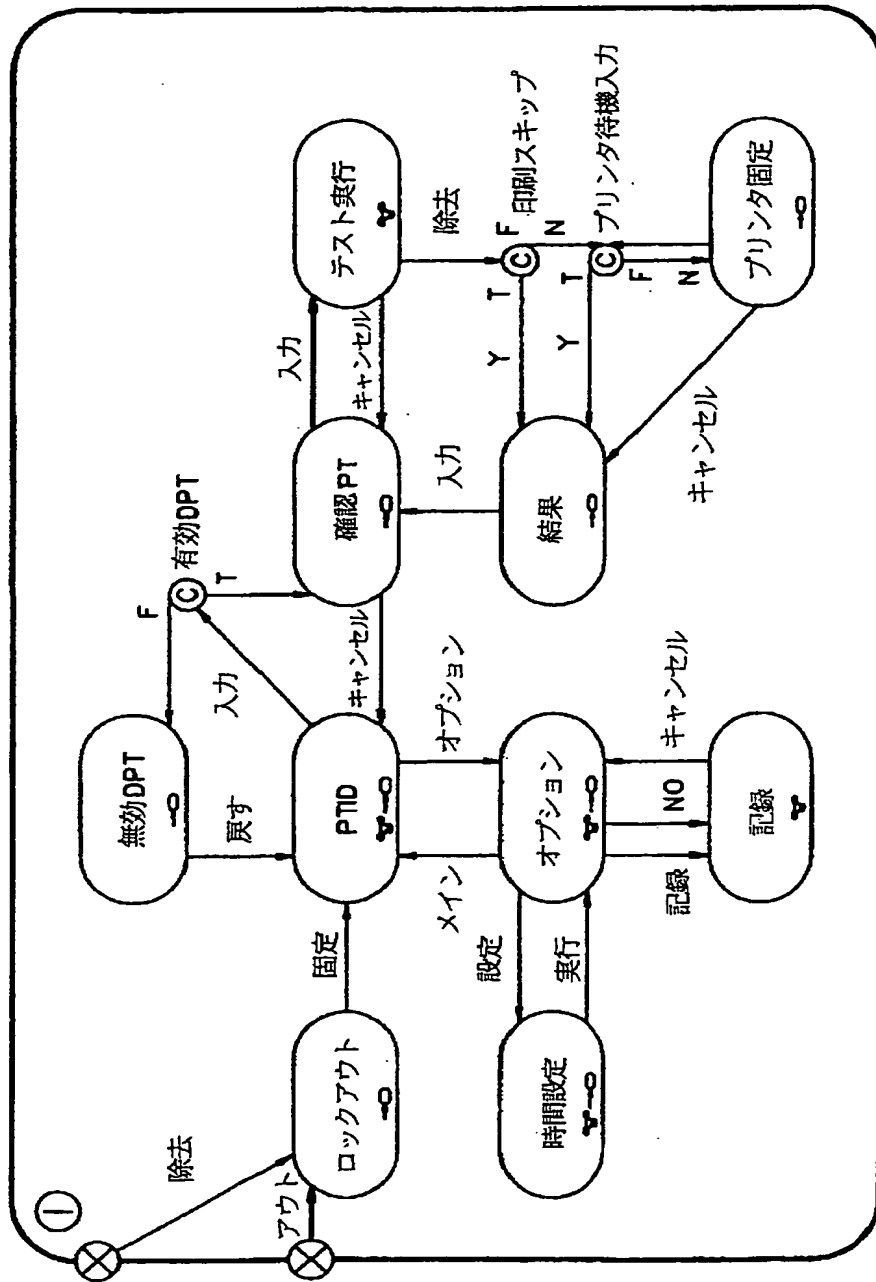 I
除去
アウト
ロックアウト
固定
無効DPT
戻す
F
有効DPT
T
入力
PTID
キャンセル
確認PT
入力
キャンセル
テスト実行
除去
メイン
オプション
設定
実行
時間設定
オプション
記録
NO
キャンセル
記録
入力
結果
Y
T
F
N
印刷スキップ
Y
T
F
N
プリンタ待機入力
キャンセル
プリンタ固定